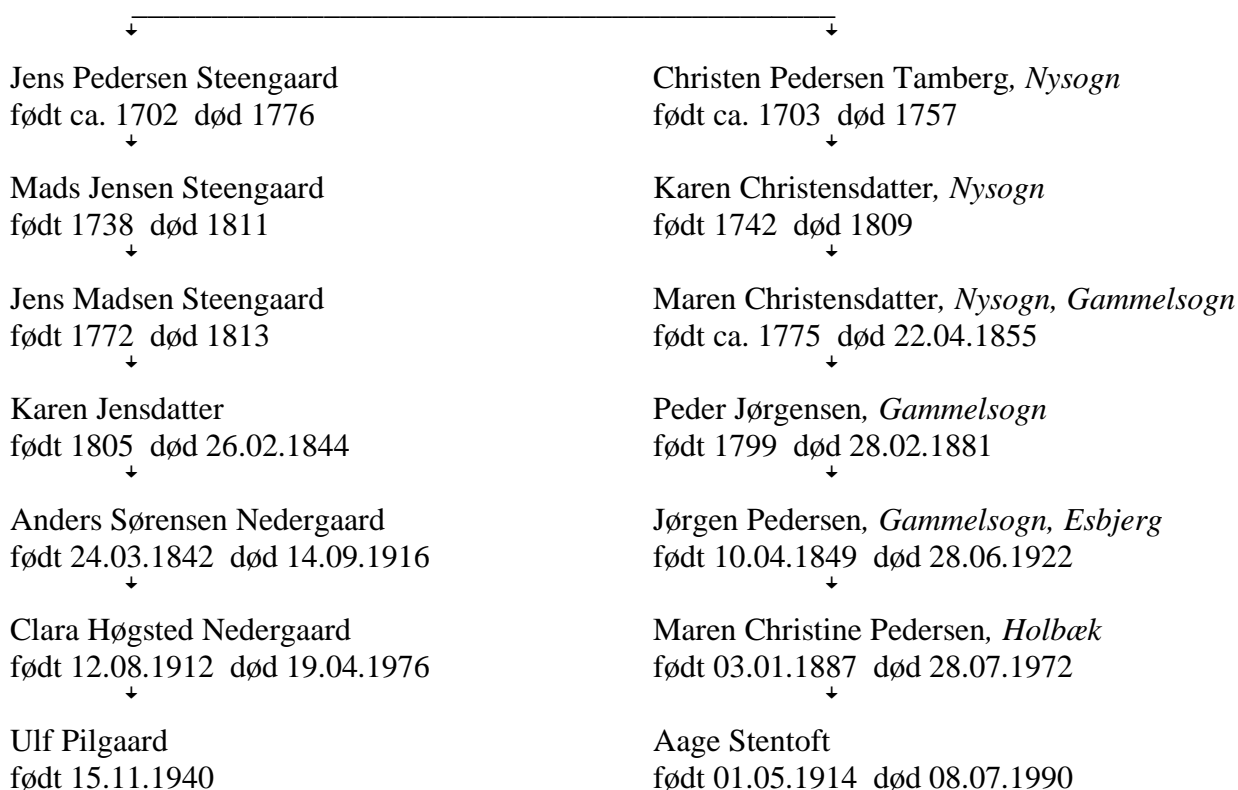 Jens Pedersen Steengaard
født ca. 1702 død 1776
Mads Jensen Steengaard
født 1738 død 1811
Jens Madsen Steengaard
født 1772 død 1813
Karen Jensdatter
født 1805 død 26.02.1844
Anders Sørensen Nedergaard
født 24.03.1842 død 14.09.1916
Clara Høgsted Nedergaard
født 12.08.1912 død 19.04.1976
Ulf Pilgaard
født 15.11.1940
Christen Pedersen Tamberg, Nysogn
født ca. 1703 død 1757
Karen Christensdatter, Nysogn
født 1742 død 1809
Maren Christensdatter, Nysogn, Gammelsogn
født ca. 1775 død 22.04.1855
Peder Jørgensen, Gammelsogn
født 1799 død 28.02.1881
Jørgen Pedersen, Gammelsogn, Esbjerg
født 10.04.1849 død 28.06.1922
Maren Christine Pedersen, Holbæk
født 03.01.1887 død 28.07.1972
Aage Stentoft
født 01.05.1914 død 08.07.1990